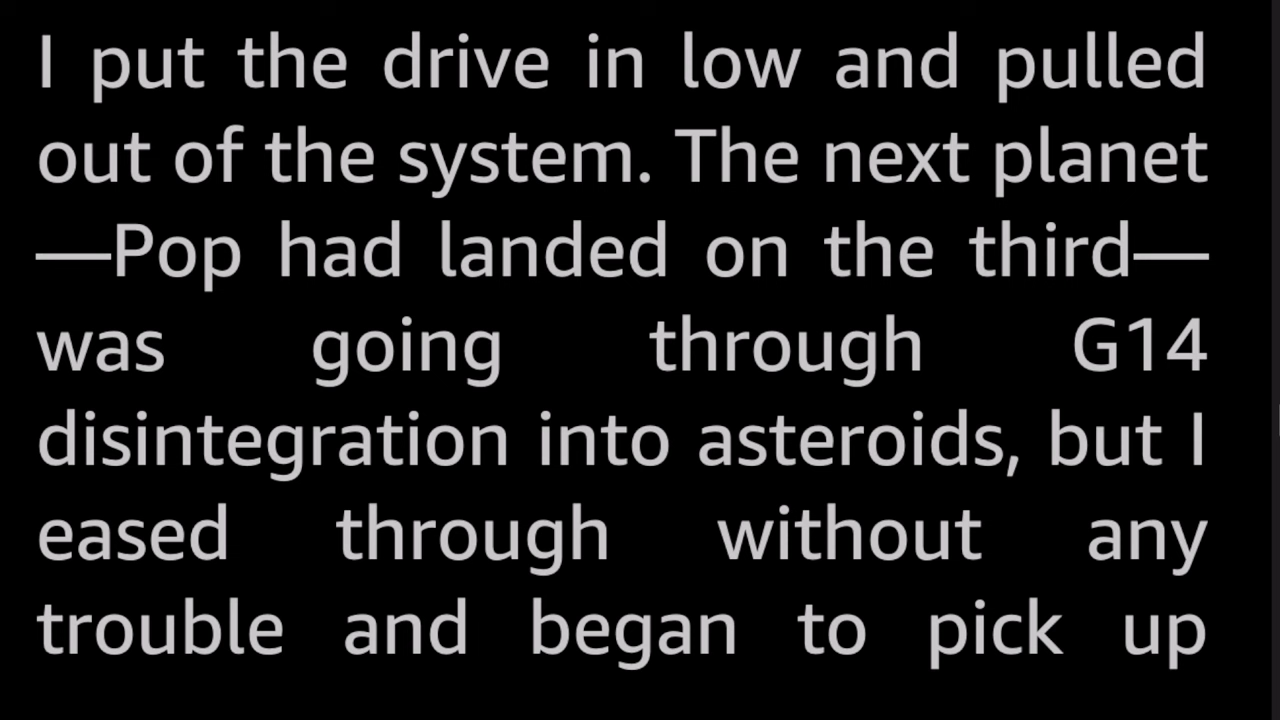 I put the drive in low and pulled
out of the system. The next planet
—Pop had landed on the third—
was going through G14
disintegration into asteroids, but I
eased through without any
trouble and began to pick up